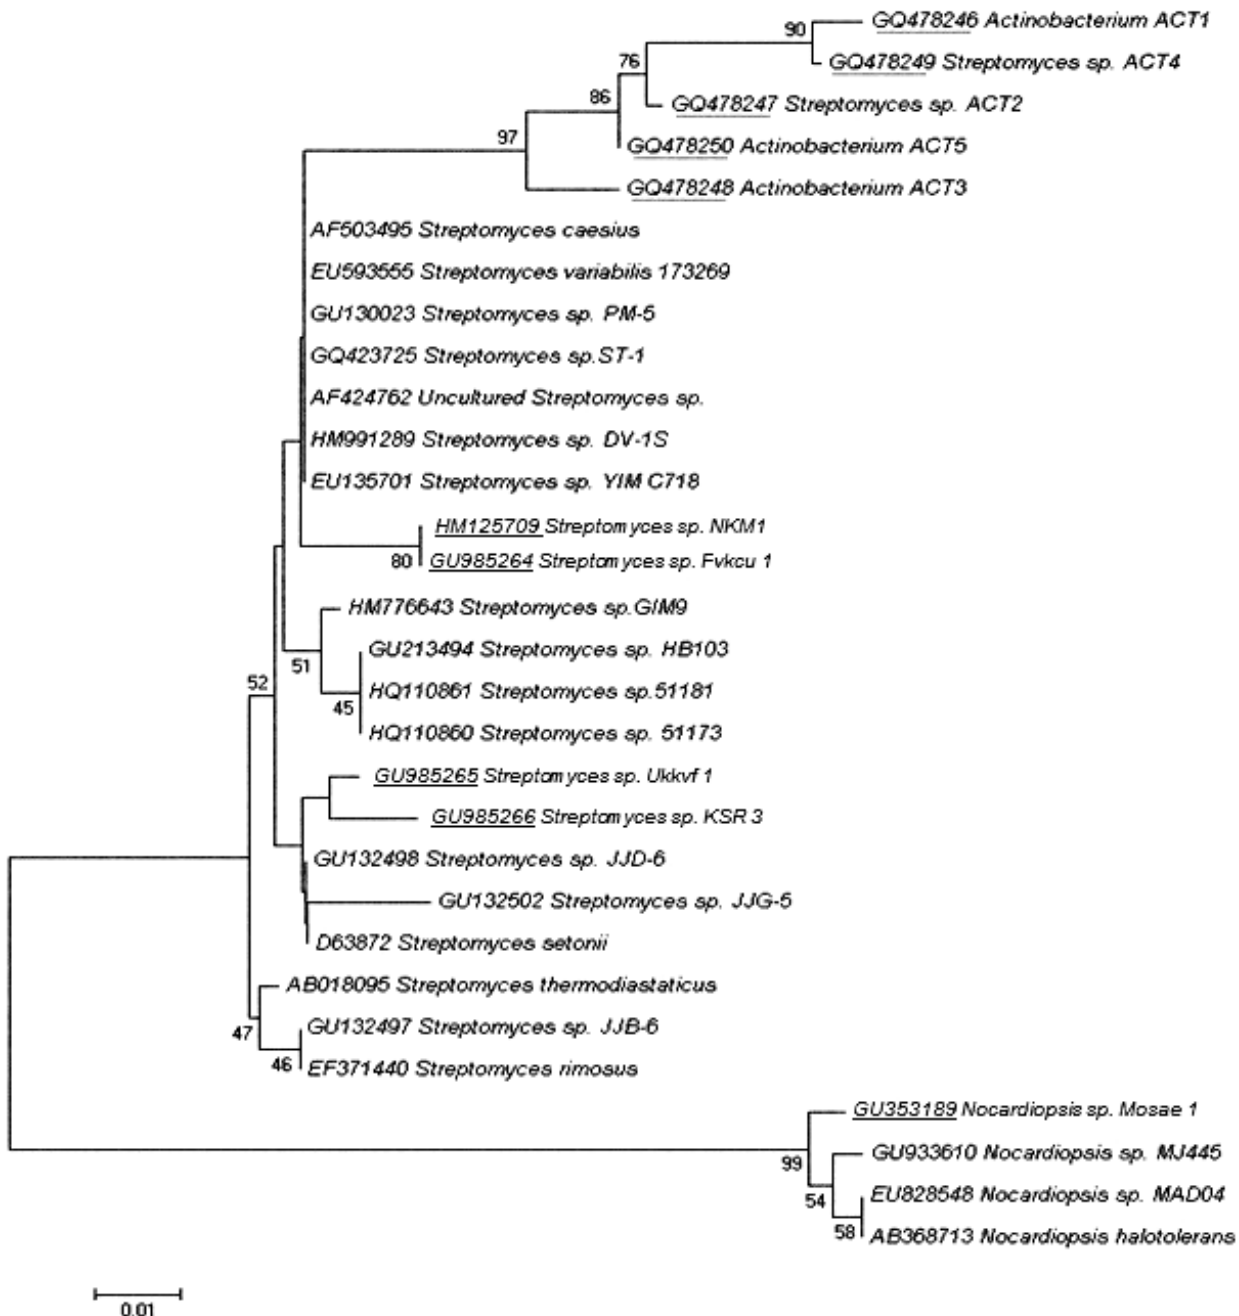 90
GQ478246 Actinobacterium ACT1
GQ478249 Streptomyces sp. ACT4
76
GQ478247 Streptomyces sp. ACT2
86
GQ478250 Actinobacterium ACT5
97
GQ478248 Actinobacterium ACT3
AF503495 Streptomyces caesius
EU593555 Streptomyces variabilis 173269
GU130023 Streptomyces sp. PM-5
GQ423725 Streptomyces sp.ST-1
AF424762 Uncultured Streptomyces sp.
HM991289 Streptomyces sp. DV-1S
EU135701 Streptomyces sp. YIM C718
HM125709 Streptomyces sp. NKM1
80
GU985264 Streptomyces sp. Fvkcu 1
HM776643 Streptomyces sp.GIM9
51
GU213494 Streptomyces sp. HB103
52
HQ110861 Streptomyces sp.51181
45
HQ110860 Streptomyces sp. 51173
GU985265 Streptomyces sp. Ukkvf 1
GU985266 Streptomyces sp. KSR 3
GU132498 Streptomyces sp. JJD-6
GU132502 Streptomyces sp. JJG-5
D63872 Streptomyces setonii
AB018095 Streptomyces thermodiastaticus
47
GU132497 Streptomyces sp. JJB-6
46
EF371440 Streptomyces rimosus
GU353189 Nocardiopsis sp. Mosae 1
99
GU933610 Nocardiopsis sp. MJ445
54
EU828548 Nocardiopsis sp. MAD04
58
AB368713 Nocardiopsis halotolerans
0.01